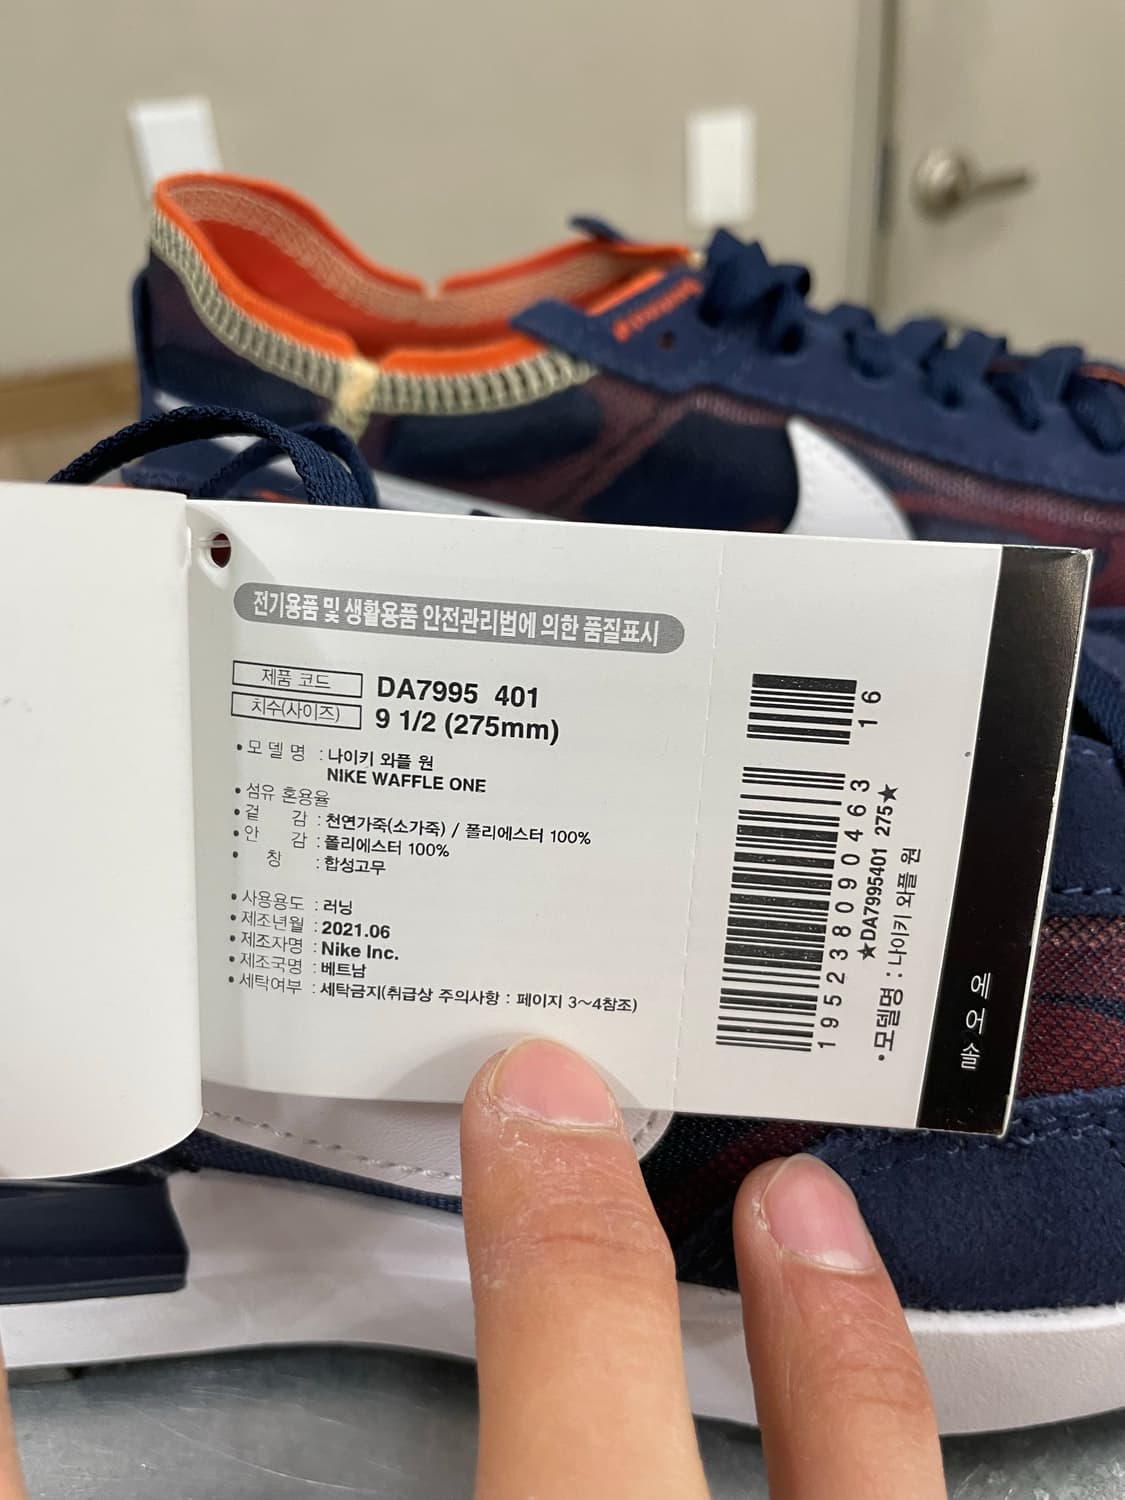 전기용품 및 생활용품 안전관리법에 의한 품질표시
제품 코드 DA7995 401
치수(사이즈) 9 1/2 (275mm)
•모 델 명 : 나이키 와플 원
NIKE WAFFLE ONE
•섬유 혼용율
•겉 감 : 천연가죽(소가죽) / 폴리에스터 100%
•안 감 : 폴리에스터 100%
• 창 : 합성고무
•사용용도 : 러닝
•제조년월 : 2021.06
•제조자명 : Nike Inc.
•제조국명 : 베트남
•세탁여부 : 세탁금지(취급상 주의사항 : 페이지 3~4참조)
16
195238090463
★DA7995401 275★
•모델명 : 나이키 와플 원
에어솔